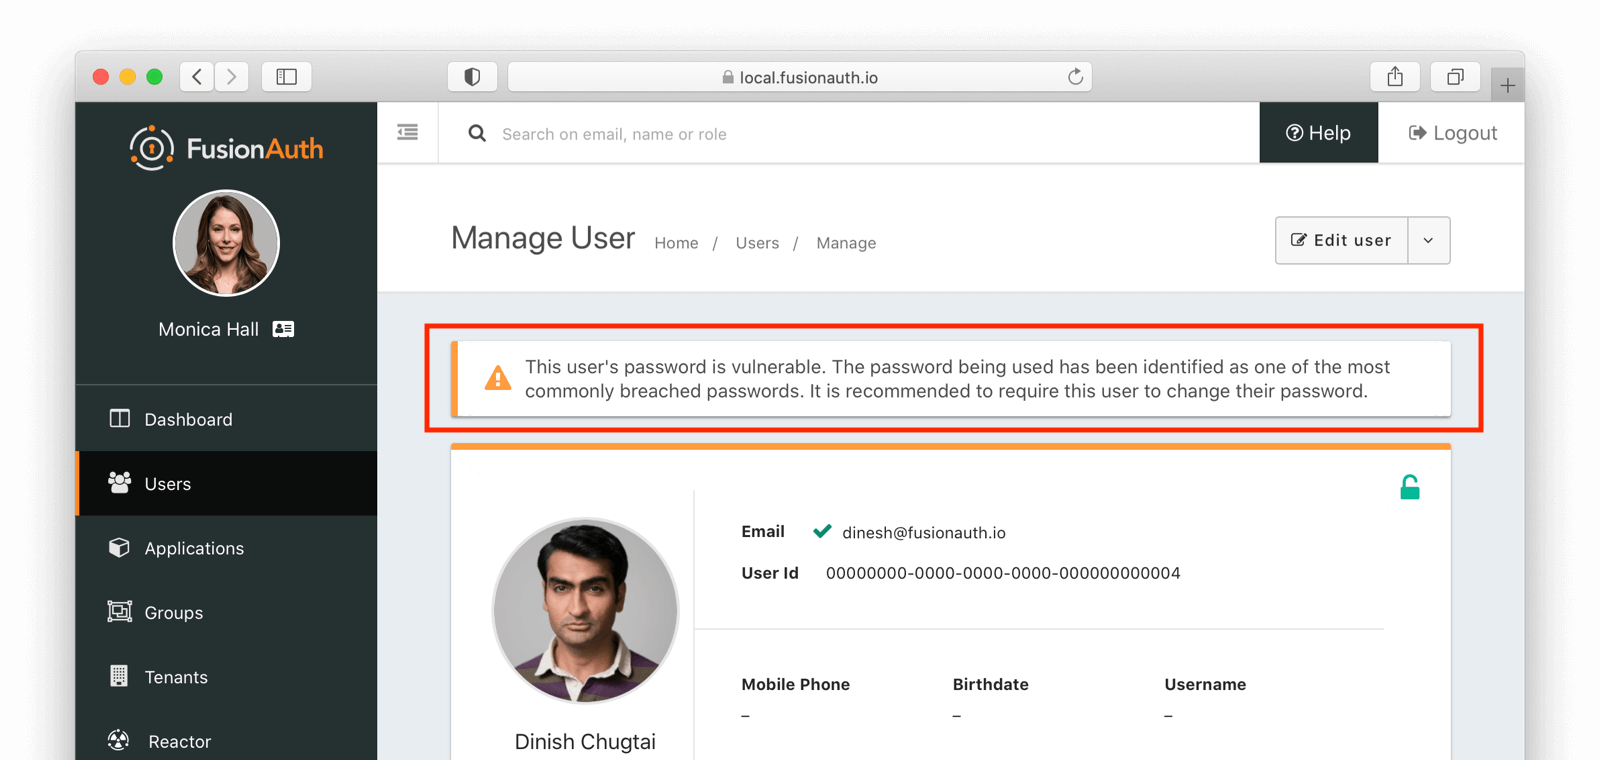 local.fusionauth.io
FusionAuth
Search on email, name or role
Help
Logout
Monica Hall
Dashboard
Users
Applications
Groups
Tenants
Reactor
Manage User
Home / Users / Manage
Edit user
This user's password is vulnerable. The password being used has been identified as one of the most
commonly breached passwords. It is recommended to require this user to change their password.
Dinish Chugtai
Email dinesh@fusionauth.io
User Id 00000000-0000-0000-0000-000000000004
Mobile Phone Birthdate Username
– – –